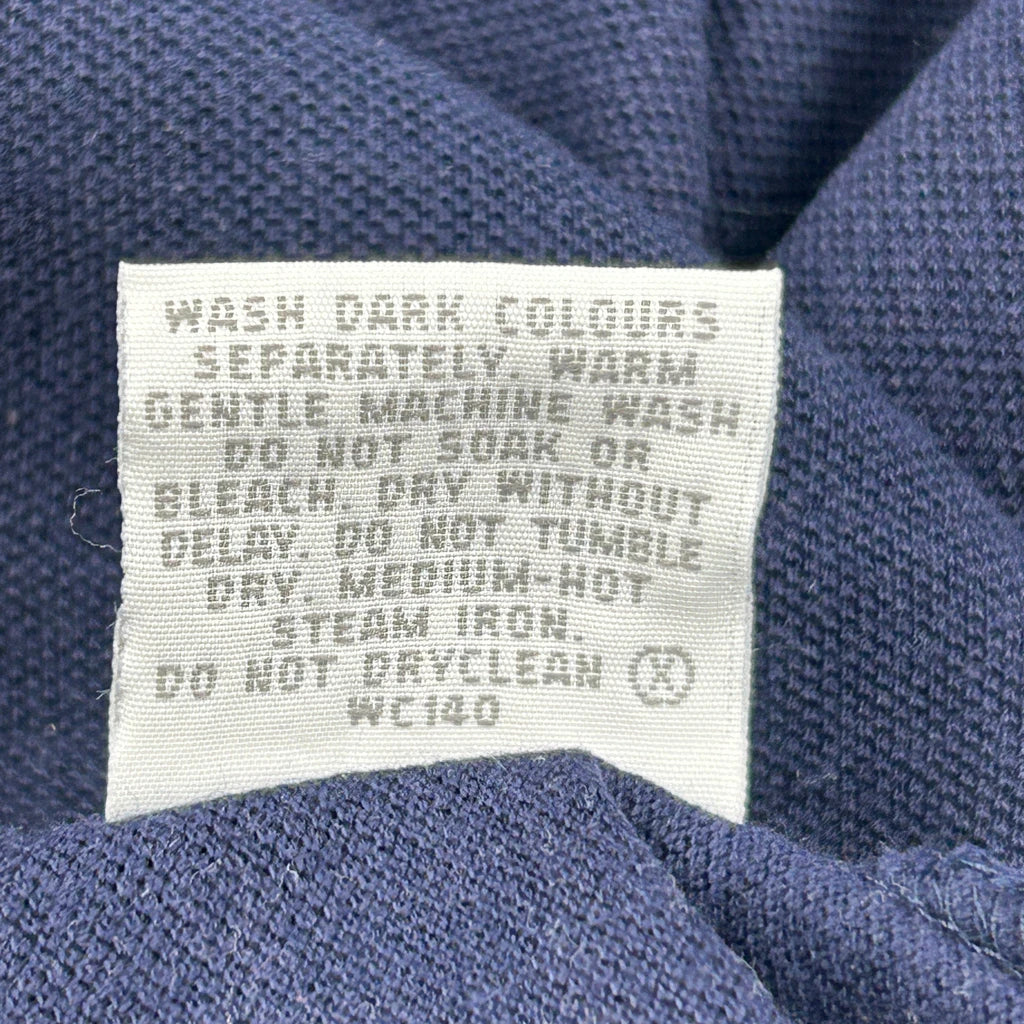 WASH DARK COLOURS
SEPARATELY. WARM
GENTLE MACHINE WASH
DO NOT SOAK OR
BLEACH. DRY WITHOUT
DELAY. DO NOT TUMBLE
DRY. MEDIUM-HOT
STEAM IRON.
DO NOT DRYCLEAN Ⓧ
WC140